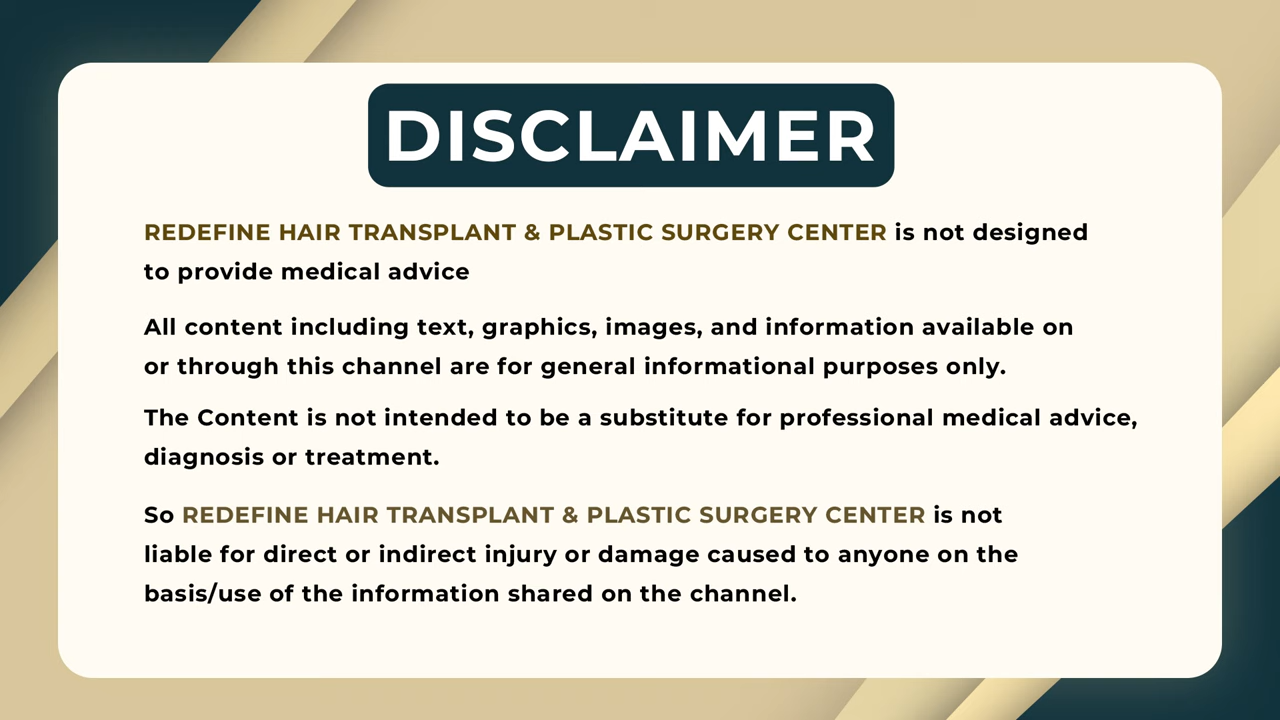 DISCLAIMER
REDEFINE HAIR TRANSPLANT & PLASTIC SURGERY CENTER is not designed
to provide medical advice
All content including text, graphics, images, and information available on
or through this channel are for general informational purposes only.
The Content is not intended to be a substitute for professional medical advice,
diagnosis or treatment.
So REDEFINE HAIR TRANSPLANT & PLASTIC SURGERY CENTER is not
liable for direct or indirect injury or damage caused to anyone on the
basis/use of the information shared on the channel.